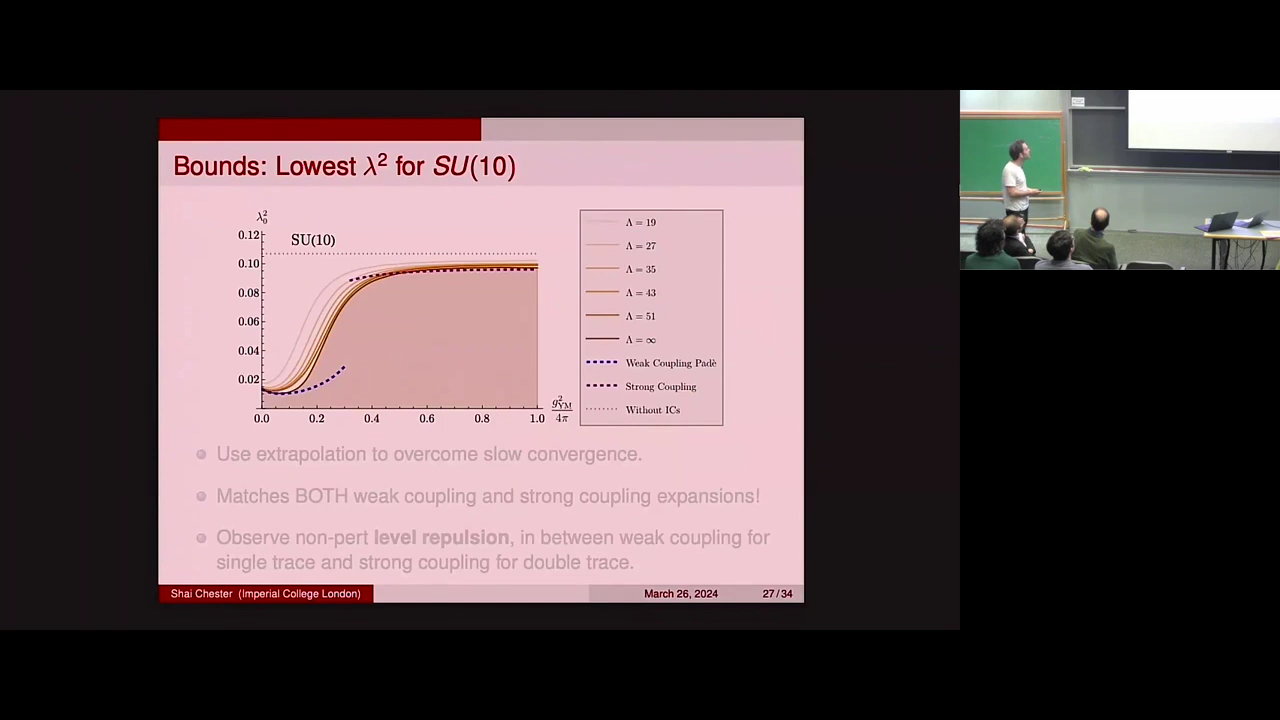 Bounds: Lowest λ² for SU(10)
λ₀²
0.12
0.10
0.08
0.06
0.04
0.02
SU(10)
0.0 0.2 0.4 0.6 0.8 1.0
g²YM/4π
Λ = 19
Λ = 27
Λ = 35
Λ = 43
Λ = 51
Λ = ∞
Weak Coupling Padè
Strong Coupling
Without ICs
Use extrapolation to overcome slow convergence.
Matches BOTH weak coupling and strong coupling expansions!
Observe non-pert level repulsion, in between weak coupling for
single trace and strong coupling for double trace.
Shai Chester (Imperial College London) March 26, 2024 27 / 34